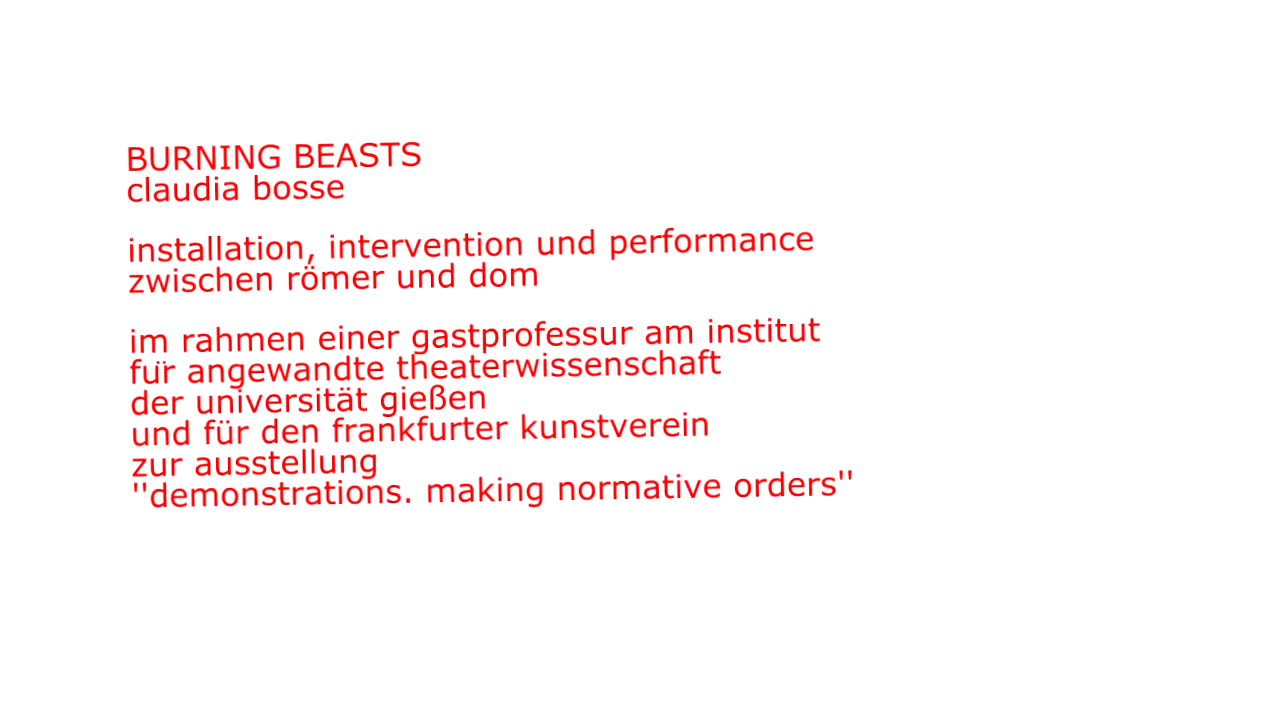 BURNING BEASTS
claudia bosse
installation, intervention und performance
zwischen römer und dom
im rahmen einer gastprofessur am institut
für angewandte theaterwissenschaft
der universität gießen
und für den frankfurter kunstverein
zur ausstellung
''demonstrations. making normative orders''